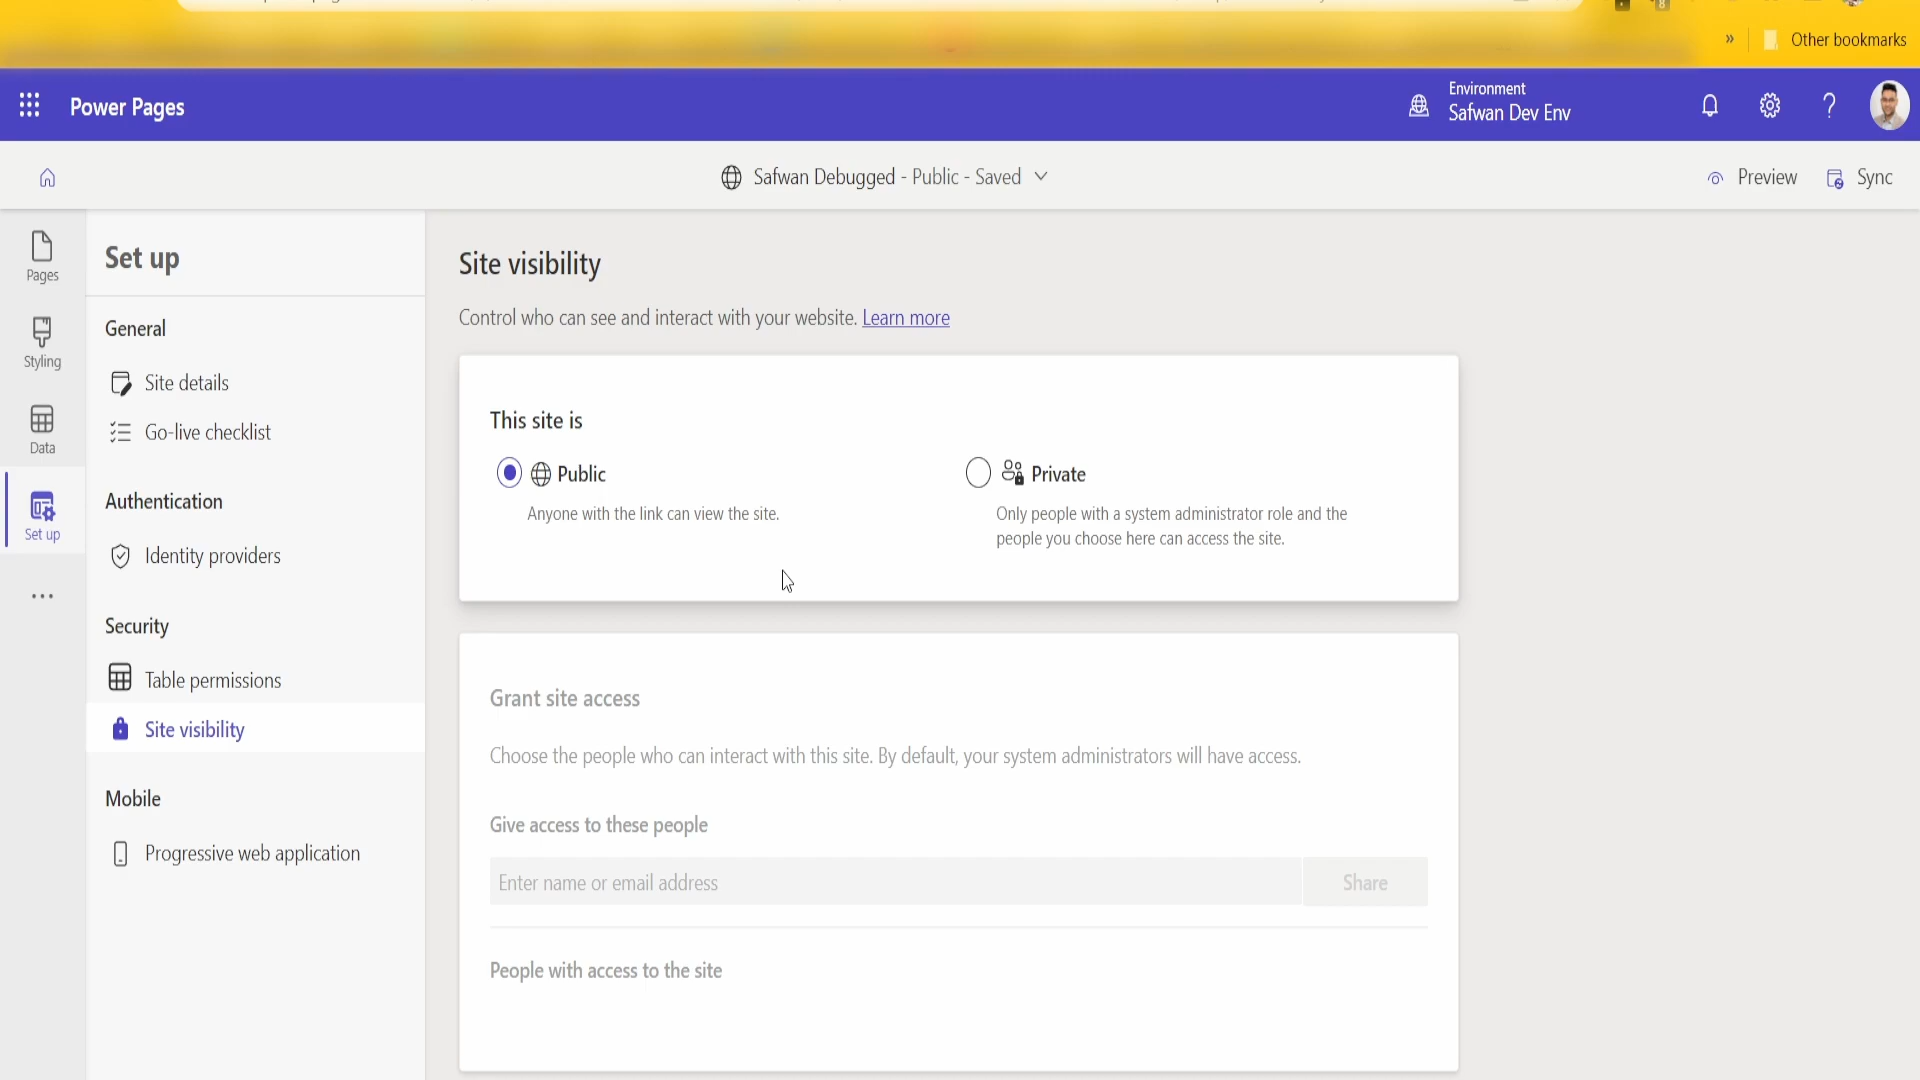 Other bookmarks
Power Pages
Environment
Safwan Dev Env
Safwan Debugged - Public - Saved
Preview
Sync
Pages
Styling
Data
Set up
Set up
General
Site details
Go-live checklist
Authentication
Identity providers
Security
Table permissions
Site visibility
Mobile
Progressive web application
Site visibility
Control who can see and interact with your website. Learn more
This site is
Public
Anyone with the link can view the site.
Private
Only people with a system administrator role and the
people you choose here can access the site.
Grant site access
Choose the people who can interact with this site. By default, your system administrators will have access.
Give access to these people
Enter name or email address
Share
People with access to the site